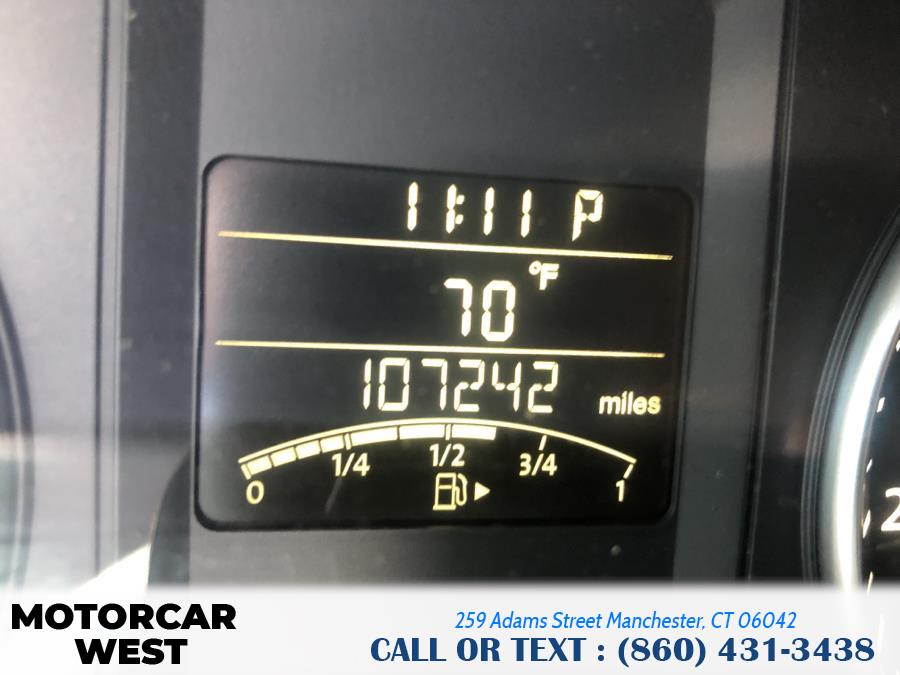 11:11 P
70 °F
107242 miles
0 1/4 1/2 3/4 1
2
MOTORCAR WEST
259 Adams Street Manchester, CT 06042
CALL OR TEXT : (860) 431-3438